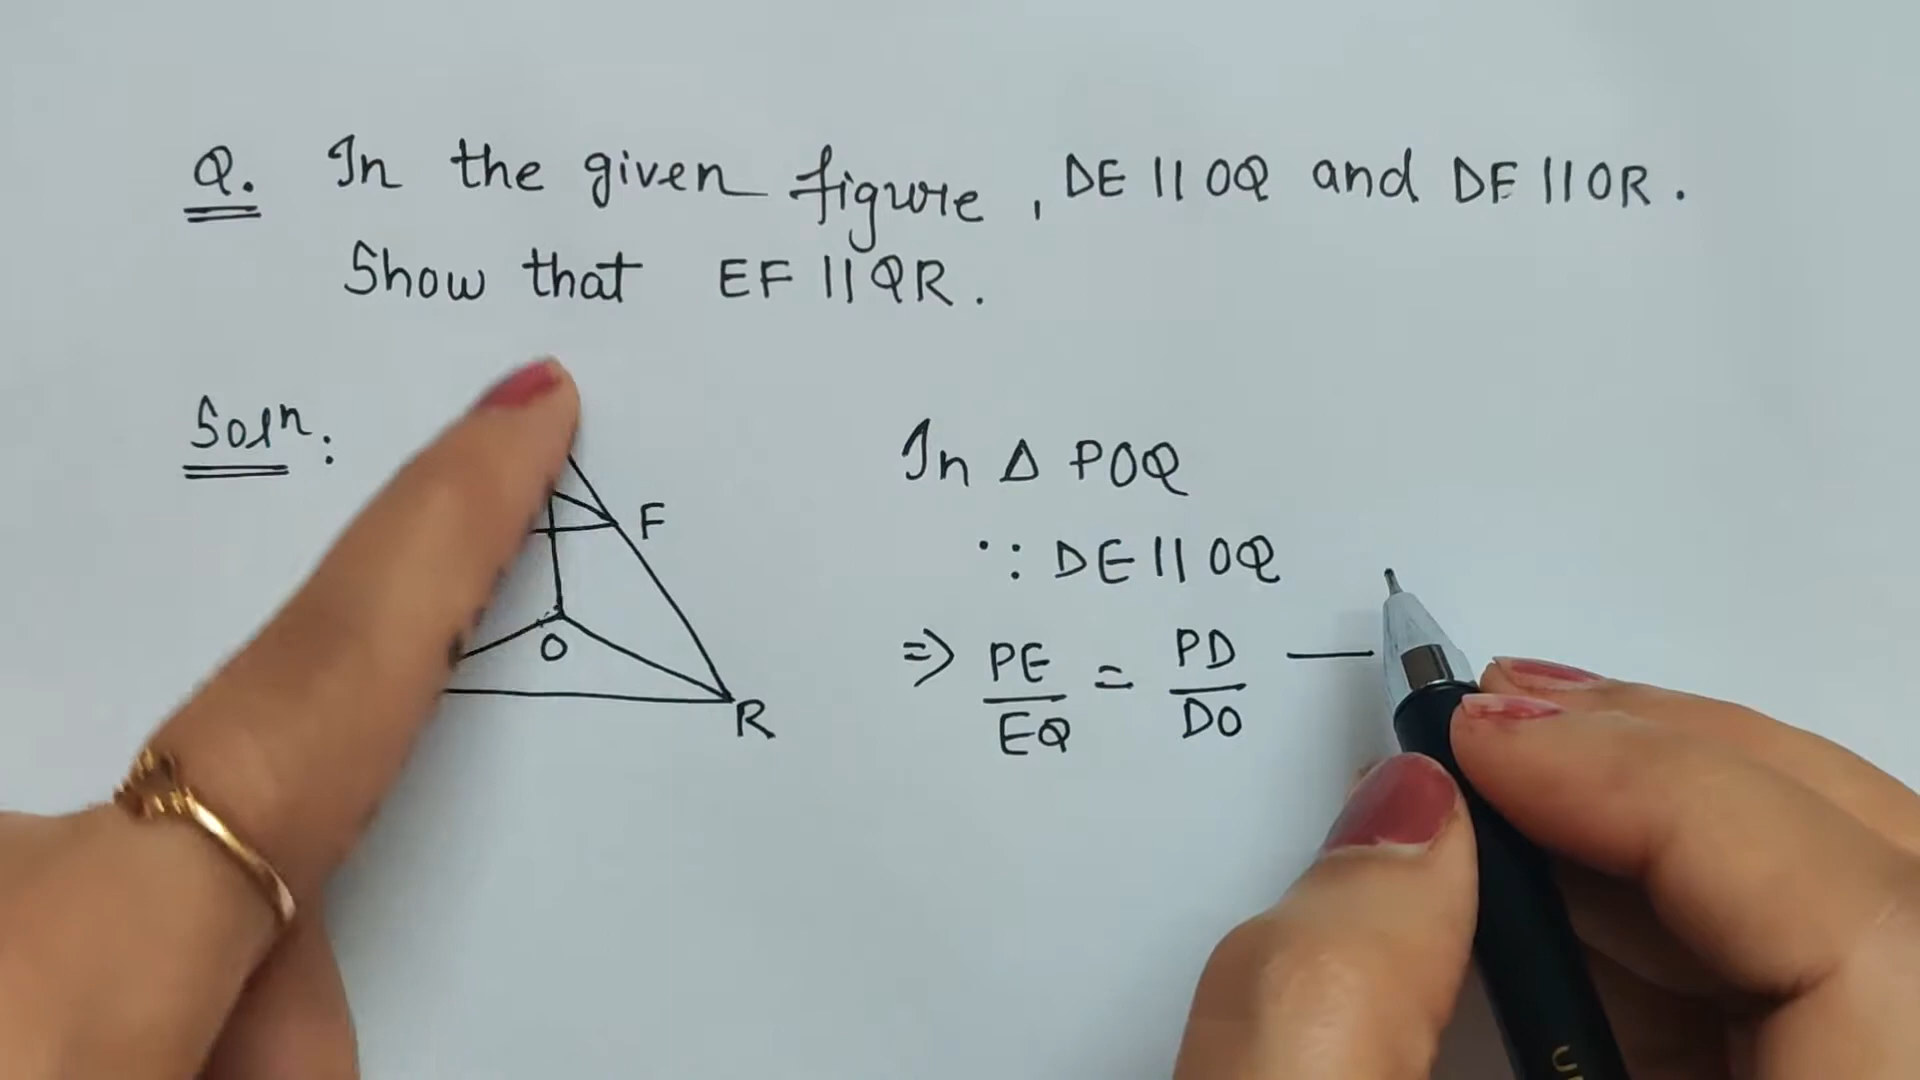 Q. In the given figure, DE || OQ and DF || OR.
Show that EF || QR.
Soln:
F
O
R
In Δ POQ
∵ DE || OQ
=> PE/EQ = PD/DO —